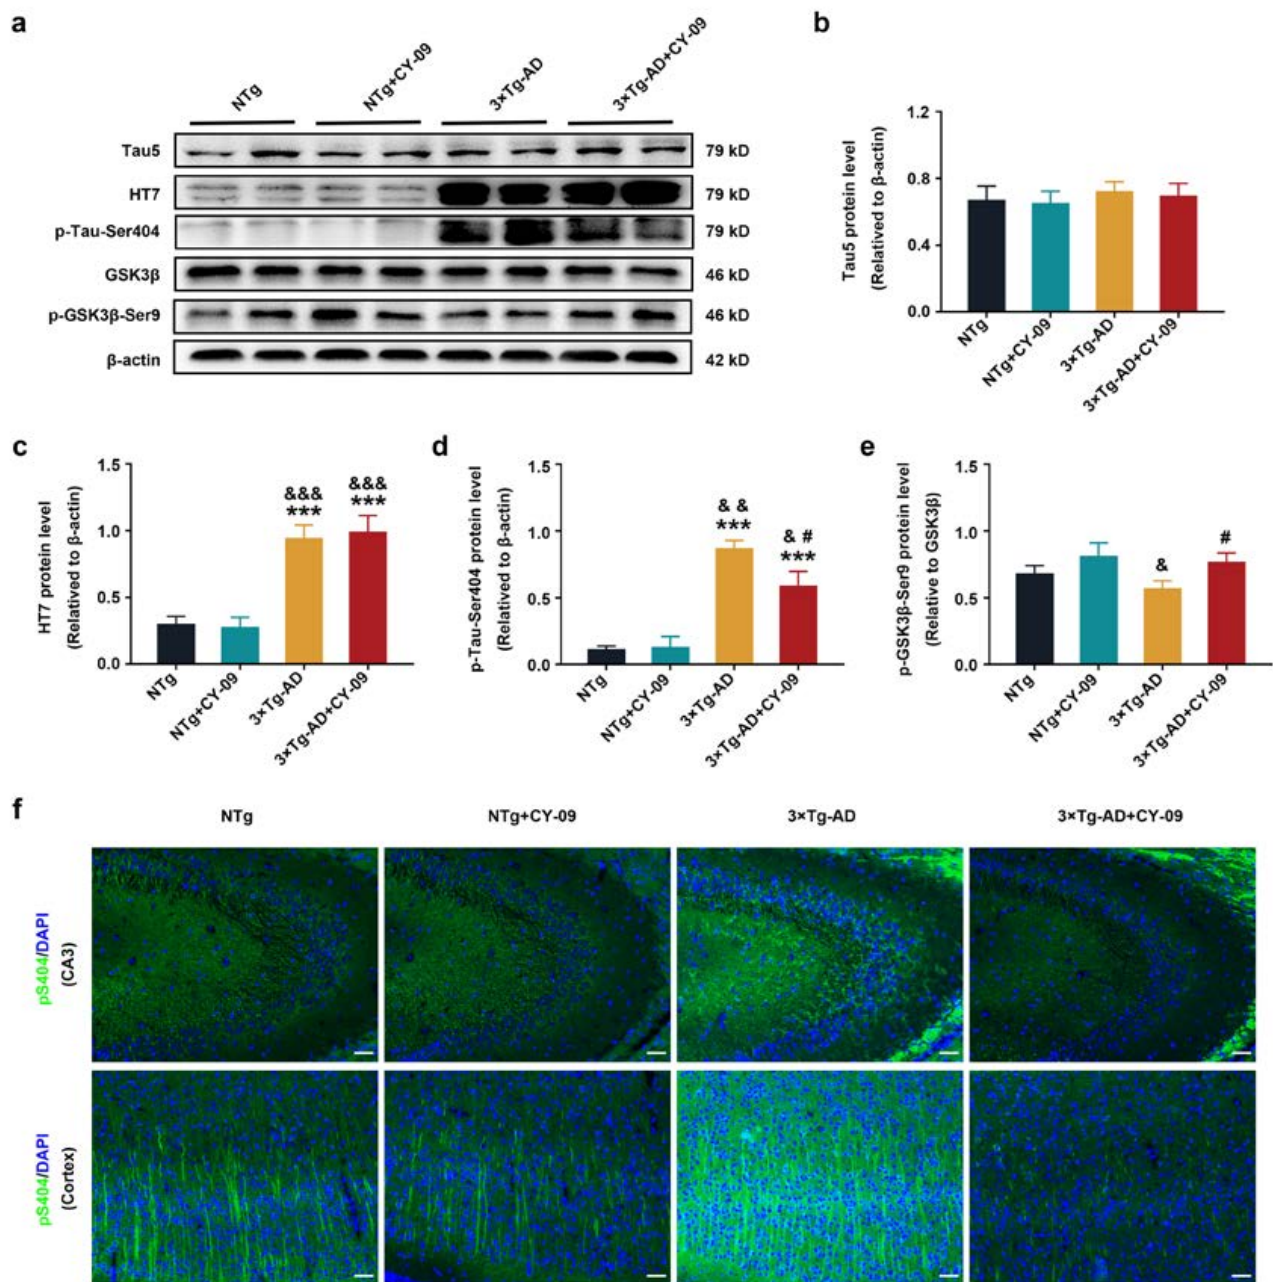 a
NTg
NTg+CY-09
3×Tg-AD
3×Tg-AD+CY-09
Tau5
79 kD
HT7
79 kD
p-Tau-Ser404
79 kD
GSK3β
46 kD
p-GSK3β-Ser9
46 kD
β-actin
42 kD
b
Tau5 protein level
(Relatived to β-actin)
1.2
0.8
0.4
0.0
NTg
NTg+CY-09
3×Tg-AD
3×Tg-AD+CY-09
c
HT7 protein level
(Relatived to β-actin)
1.5
1.0
0.5
0.0
&&&
***
&&&
***
NTg
NTg+CY-09
3×Tg-AD
3×Tg-AD+CY-09
d
p-Tau-Ser404 protein level
(Relatived to β-actin)
1.5
1.0
0.5
0.0
& &
***
& #
***
NTg
NTg+CY-09
3×Tg-AD
3×Tg-AD+CY-09
e
p-GSK3β-Ser9 protein level
(Relative to GSK3β)
1.5
1.0
0.5
0.0
&
#
NTg
NTg+CY-09
3×Tg-AD
3×Tg-AD+CY-09
f
NTg
NTg+CY-09
3×Tg-AD
3×Tg-AD+CY-09
pS404/DAPI
(CA3)
pS404/DAPI
(Cortex)